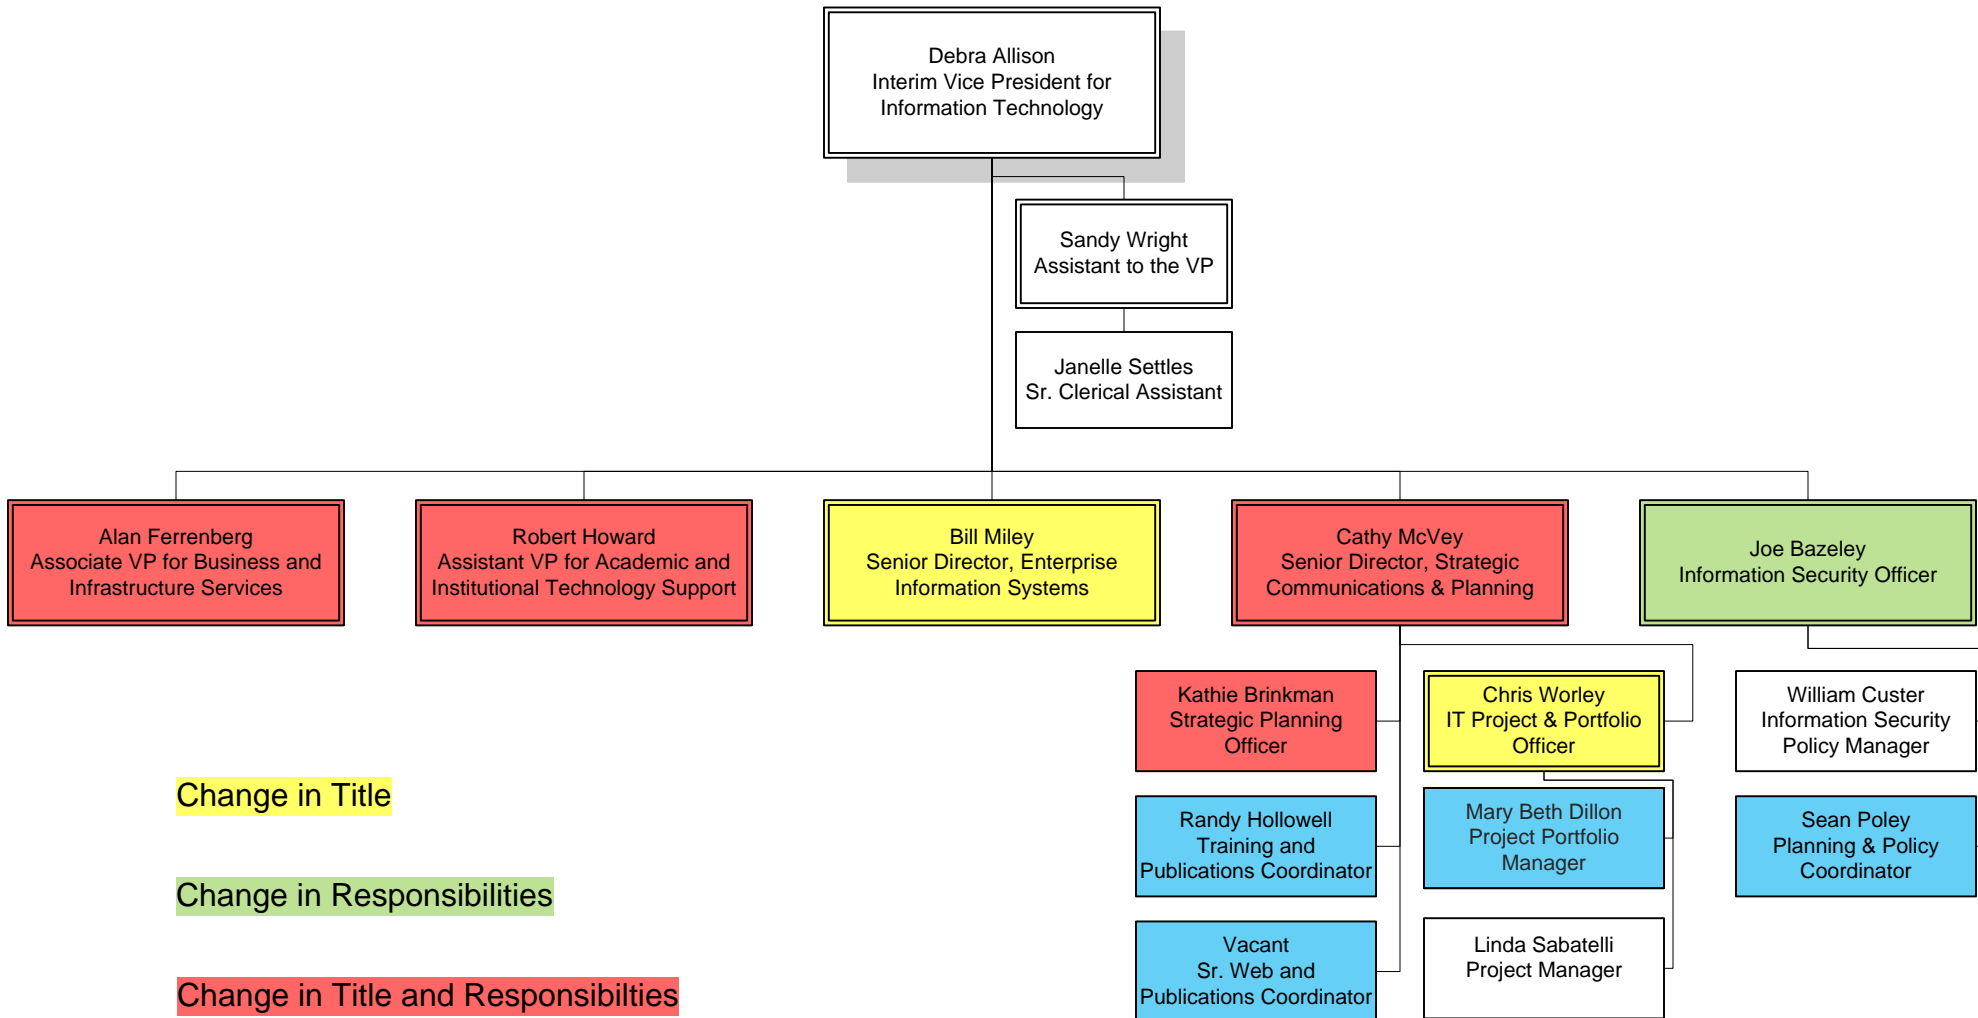 Debra Allison
Interim Vice President for
Information Technology
Sandy Wright
Assistant to the VP
Janelle Settles
Sr. Clerical Assistant
Alan Ferrenberg
Associate VP for Business and
Infrastructure Services
Robert Howard
Assistant VP for Academic and
Institutional Technology Support
Bill Miley
Senior Director, Enterprise
Information Systems
Cathy McVey
Senior Director, Strategic
Communications & Planning
Joe Bazeley
Information Security Officer
Kathie Brinkman
Strategic Planning
Officer
Chris Worley
IT Project & Portfolio
Officer
William Custer
Information Security
Policy Manager
Randy Hollowell
Training and
Publications Coordinator
Mary Beth Dillon
Project Portfolio
Manager
Sean Poley
Planning & Policy
Coordinator
Vacant
Sr. Web and
Publications Coordinator
Linda Sabatelli
Project Manager
Change in Title
Change in Responsibilities
Change in Title and Responsibilties